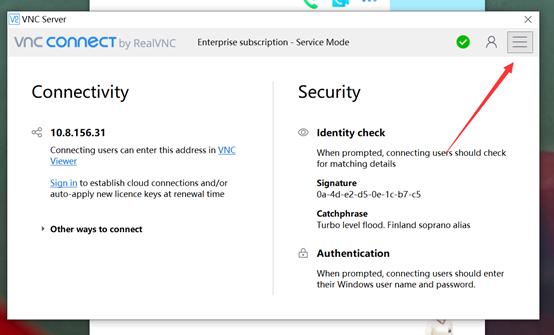 VNC Server
VNC CONNECT by RealVNC
Enterprise subscription - Service Mode
Connectivity
10.8.156.31
Connecting users can enter this address in VNC
Viewer
Sign in to establish cloud connections and/or
auto-apply new licence keys at renewal time
Other ways to connect
Security
Identity check
When prompted, connecting users should check
for matching details
Signature
0a-4d-e2-d5-0e-1c-b7-c5
Catchphrase
Turbo level flood. Finland soprano alias
Authentication
When prompted, connecting users should enter
their Windows user name and password.